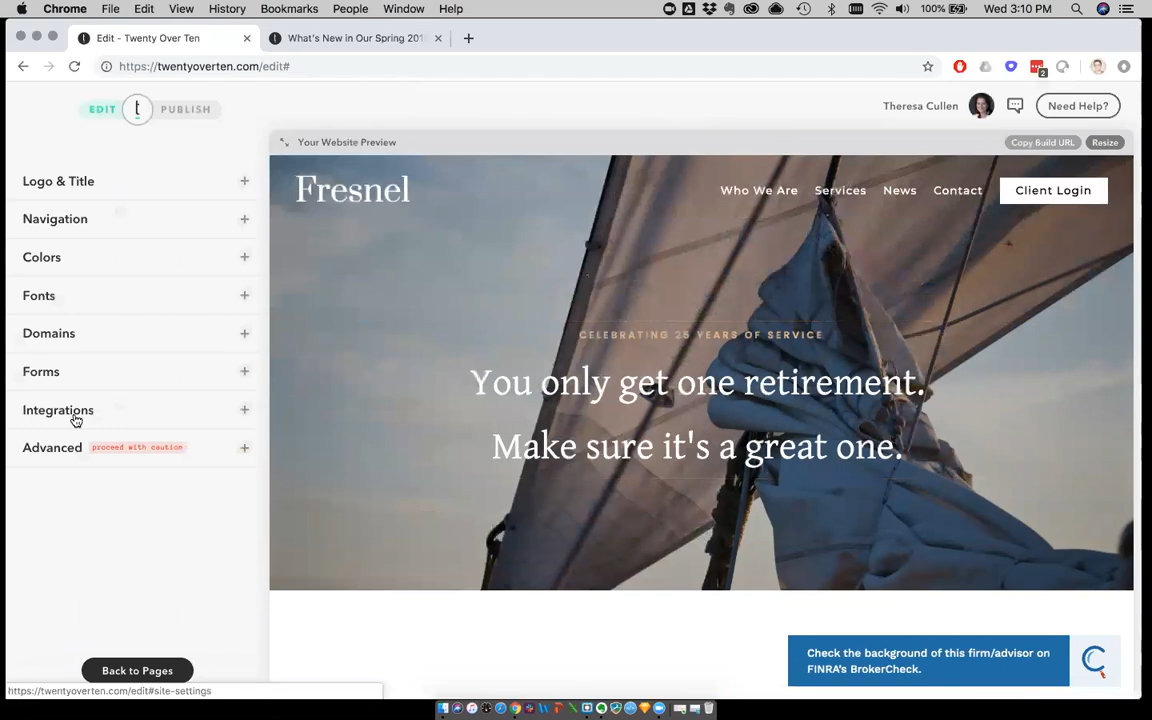 Chrome File Edit View History Bookmarks People Window Help 100% Wed 3:10 PM
Edit - Twenty Over Ten
What's New in Our Spring 201
https://twentyoverten.com/edit#
2
EDIT t PUBLISH
Theresa Cullen
Need Help?
Your Website Preview
Copy Build URL
Resize
Logo & Title
Navigation
Colors
Fonts
Domains
Forms
Integrations
Advanced proceed with caution
Back to Pages
https://twentyoverten.com/edit#site-settings
Fresnel
Who We Are Services News Contact Client Login
CELEBRATING 25 YEARS OF SERVICE
You only get one retirement.
Make sure it's a great one.
Check the background of this firm/advisor on
FINRA's BrokerCheck.